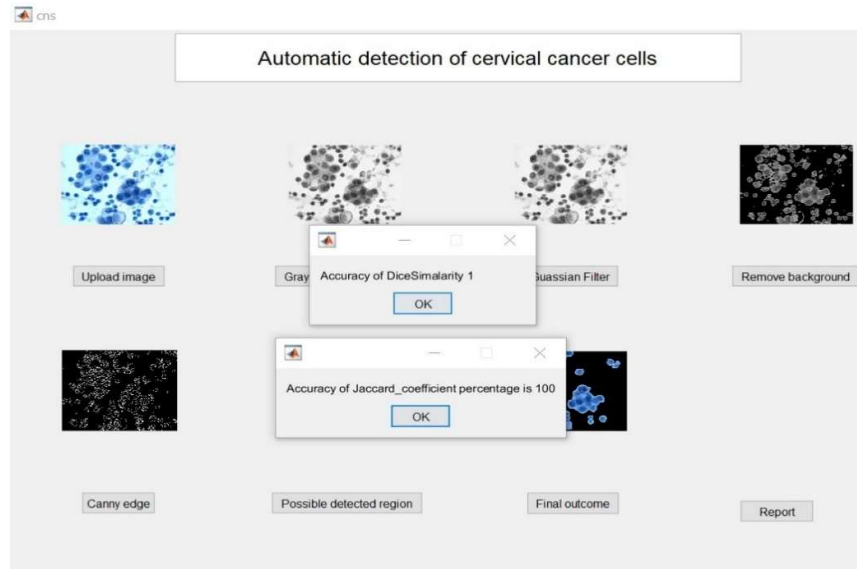 cns
Automatic detection of cervical cancer cells
Accuracy of DiceSimalarity 1
OK
Upload image
Gray
Guassian Filter
Remove background
Accuracy of Jaccard_coefficient percentage is 100
OK
Canny edge
Possible detected region
Final outcome
Report